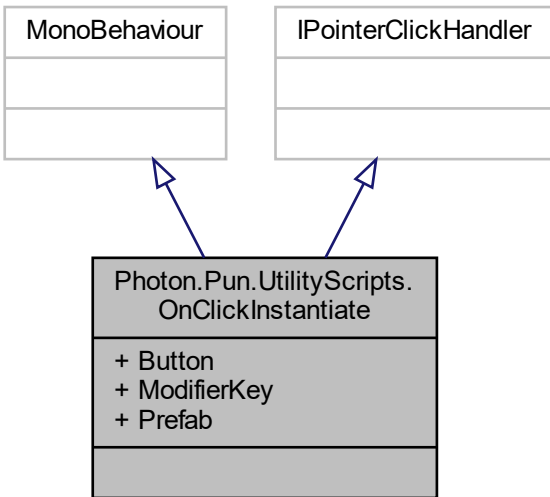 MonoBehaviour
IPointerClickHandler
Photon.Pun.UtilityScripts.
OnClickInstantiate
+ Button
+ ModifierKey
+ Prefab